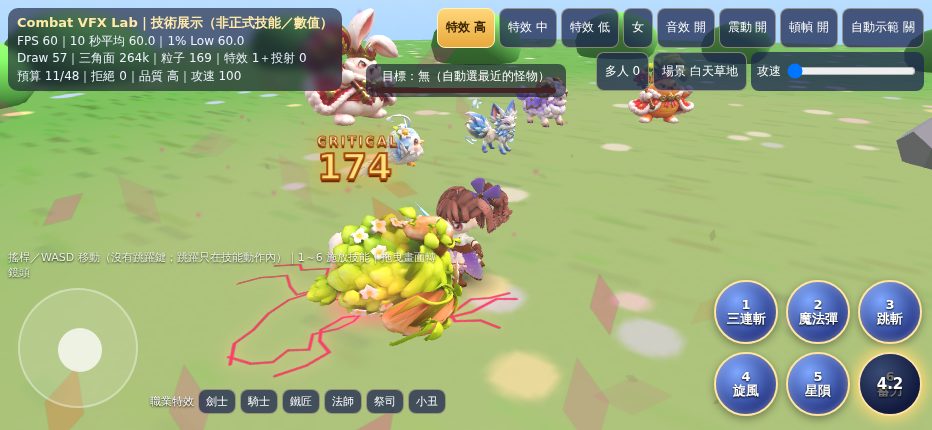 Combat VFX Lab｜技術展示（非正式技能／數值）
FPS 60｜10 秒平均 60.0｜1% Low 60.0
Draw 57｜三角面 264k｜粒子 169｜特效 1＋投射 0
預算 11/48｜拒絕 0｜品質 高｜攻速 100
特效 高
特效 中
特效 低
女
音效 開
震動 開
頓幀 開
自動示範 關
目標：無（自動選最近的怪物）
多人 0
場景 白天草地
攻速
CRITICAL
174
搖桿／WASD 移動（沒有跳躍鍵；跳躍只在技能動作內）｜1～6 施放技能｜拖曳畫面轉
鏡頭
1
三連斬
2
魔法彈
3
跳斬
4
旋風
5
星隕
6
4.2
職業特效
劍士
騎士
鐵匠
法師
祭司
小丑